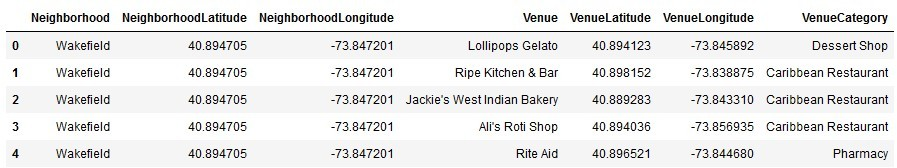 Neighborhood NeighborhoodLatitude NeighborhoodLongitude Venue VenueLatitude VenueLongitude VenueCategory
0 Wakefield 40.894705 -73.847201 Lollipops Gelato 40.894123 -73.845892 Dessert Shop
1 Wakefield 40.894705 -73.847201 Ripe Kitchen & Bar 40.898152 -73.838875 Caribbean Restaurant
2 Wakefield 40.894705 -73.847201 Jackie's West Indian Bakery 40.889283 -73.843310 Caribbean Restaurant
3 Wakefield 40.894705 -73.847201 Ali's Roti Shop 40.894036 -73.856935 Caribbean Restaurant
4 Wakefield 40.894705 -73.847201 Rite Aid 40.896521 -73.844680 Pharmacy